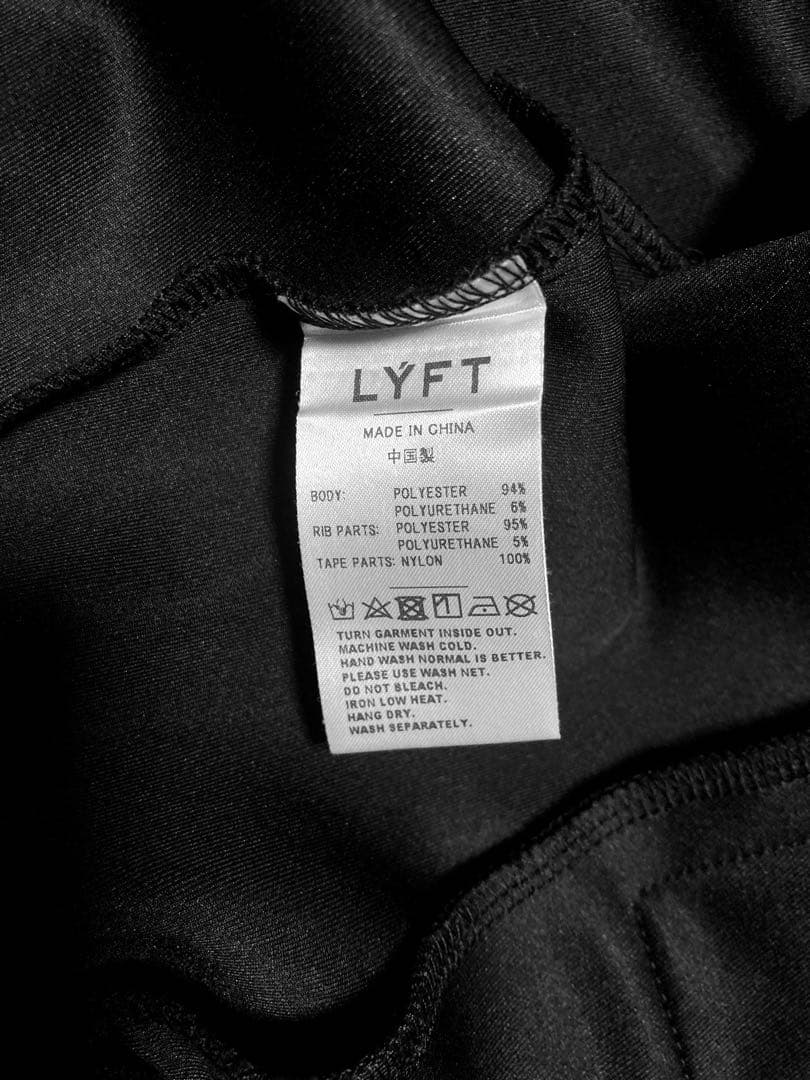 LÝFT
MADE IN CHINA
中国製
BODY: POLYESTER 94%
POLYURETHANE 6%
RIB PARTS: POLYESTER 95%
POLYURETHANE 5%
TAPE PARTS: NYLON 100%
TURN GARMENT INSIDE OUT.
MACHINE WASH COLD.
HAND WASH NORMAL IS BETTER.
PLEASE USE WASH NET.
DO NOT BLEACH.
IRON LOW HEAT.
HANG DRY.
WASH SEPARATELY.